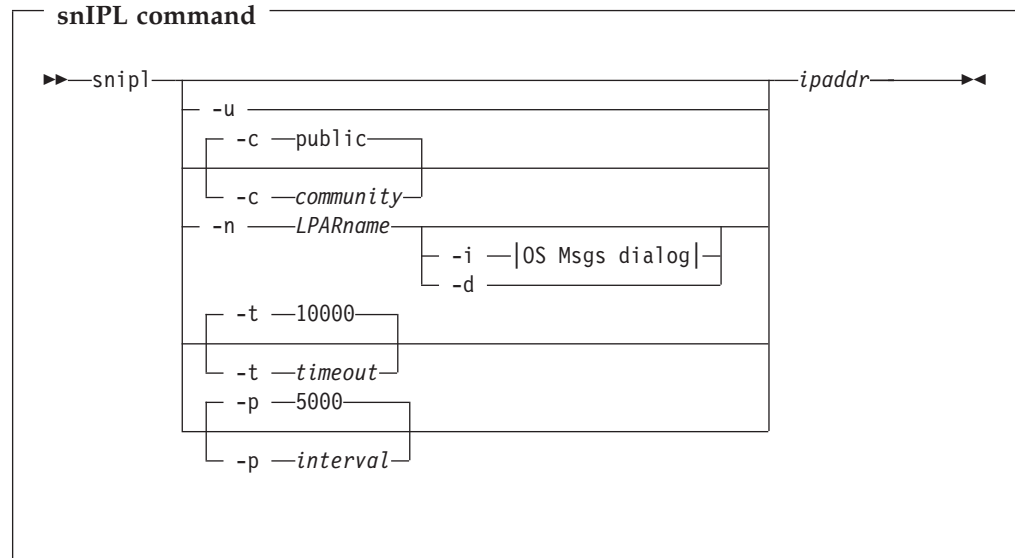 snIPL command
snipl ipaddr
-u
-c public
-c community
-n LPARname
-i |OS Msgs dialog|
-d
-t 10000
-t timeout
-p 5000
-p interval